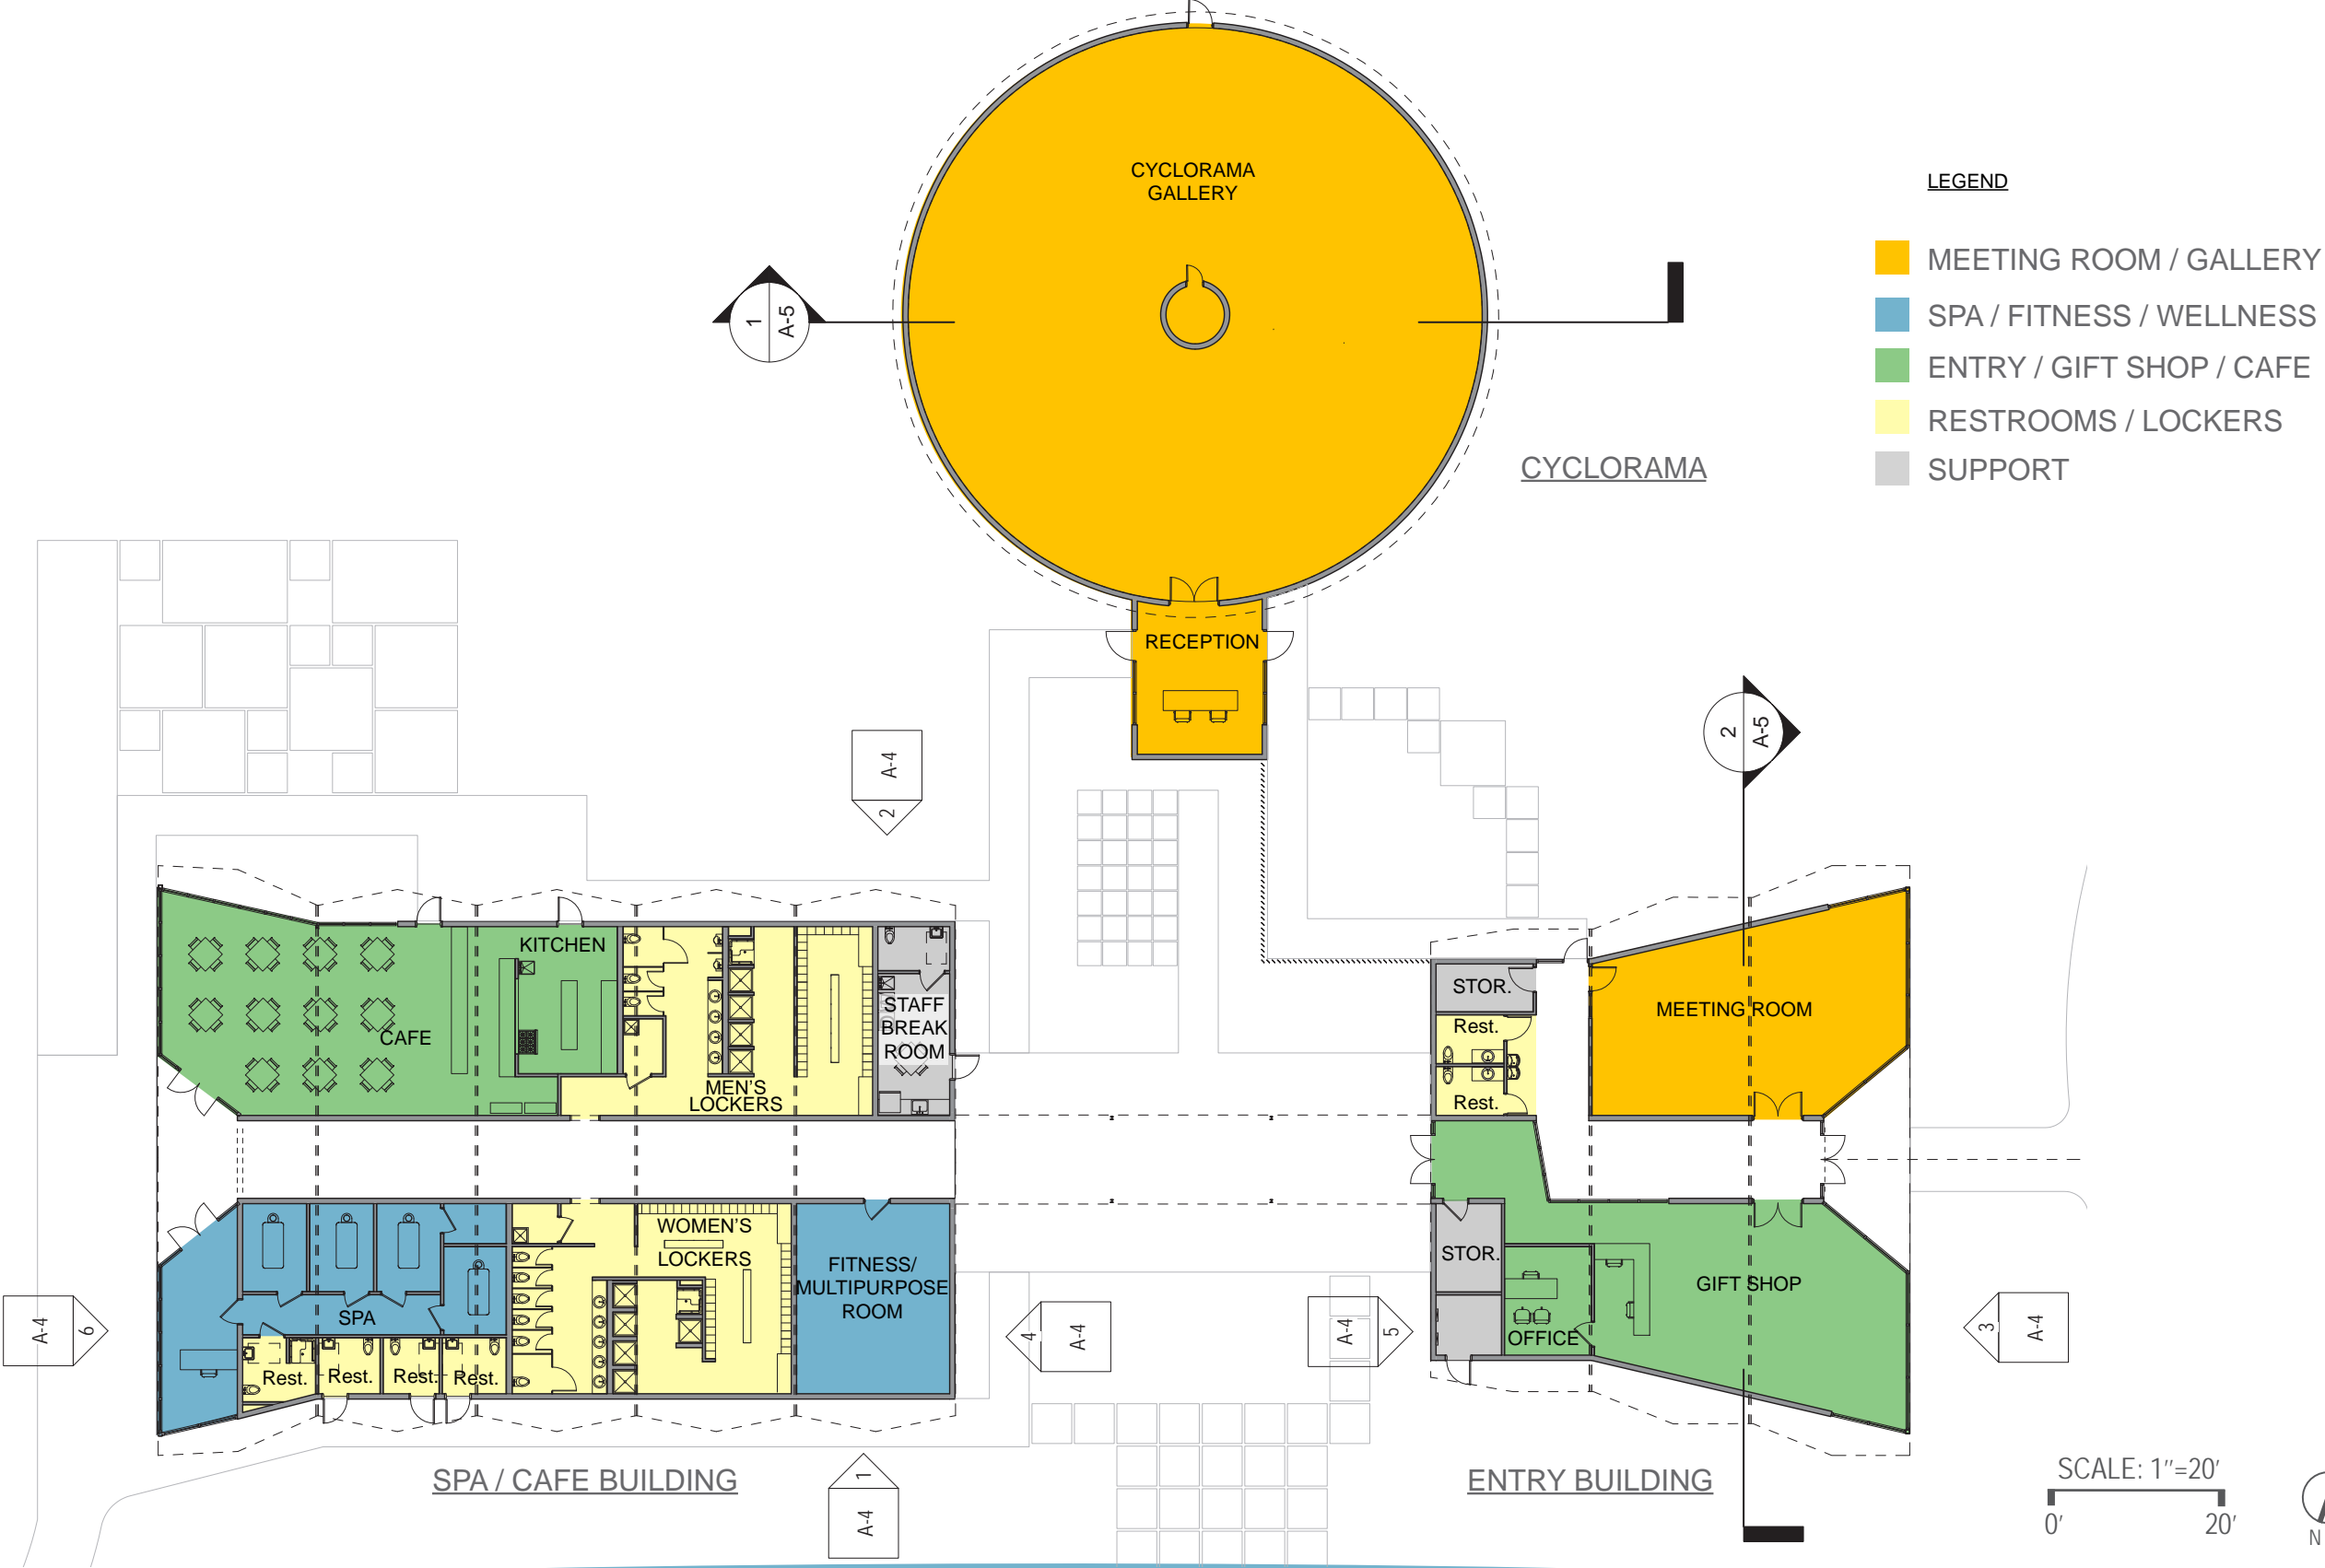 CYCLORAMA
GALLERY
LEGEND
MEETING ROOM / GALLERY
SPA / FITNESS / WELLNESS
ENTRY / GIFT SHOP / CAFE
RESTROOMS / LOCKERS
SUPPORT
1
A-5
CYCLORAMA
RECEPTION
2
A-5
A-4
2
KITCHEN
CAFE
MEN'S
LOCKERS
STAFF
BREAK
ROOM
STOR.
Rest.
Rest.
MEETING ROOM
WOMEN'S
LOCKERS
FITNESS/
MULTIPURPOSE
ROOM
SPA
Rest.
Rest.
Rest.
Rest.
STOR.
OFFICE
GIFT SHOP
A-4
6
4
A-4
A-4
5
3
A-4
SPA / CAFE BUILDING
1
A-4
ENTRY BUILDING
SCALE: 1"=20'
0'
20'
N